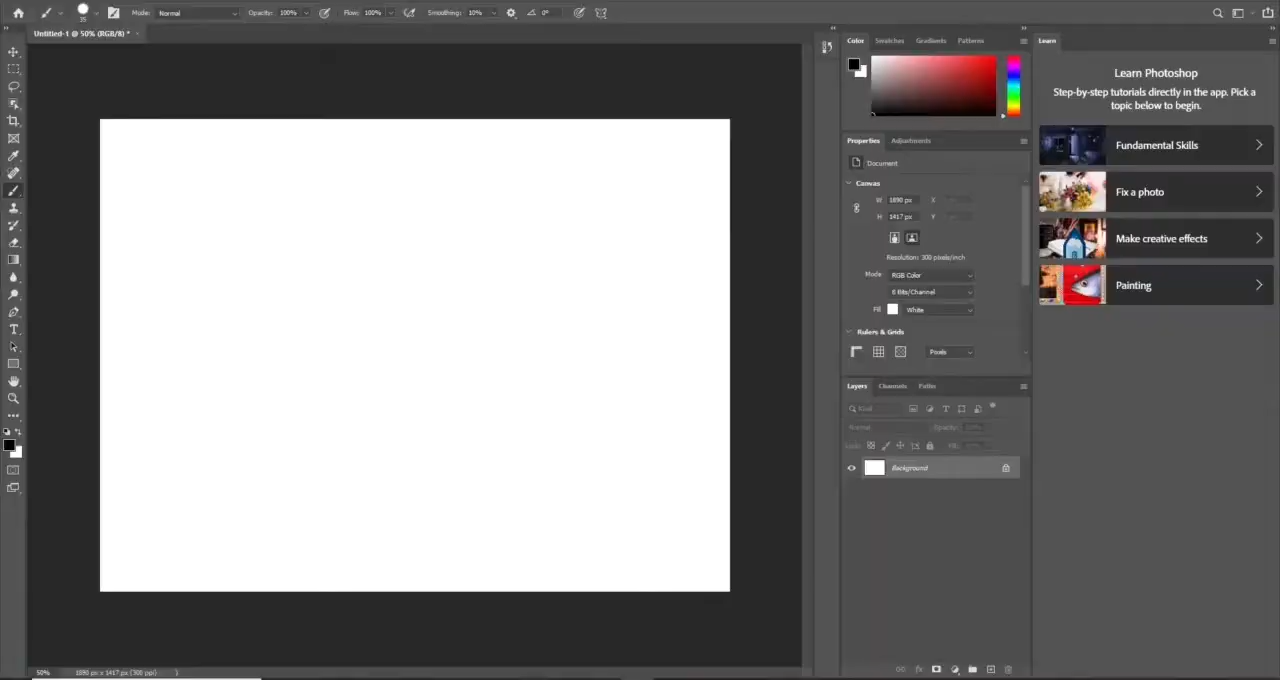 Mode: Normal Opacity: 100% Flow: 100% Smoothing: 10% 0°
35
Untitled-1 @ 50% (RGB/8) *
Color Swatches Gradients Patterns
Properties Adjustments
Document
Canvas
W 1890 px X
H 1417 px Y
Resolution: 300 pixels/inch
Mode RGB Color
8 Bits/Channel
Fill White
Rulers & Grids
Pixels
Layers Channels Paths
Kind
Normal Opacity:
Lock: Fill:
Background
Learn
Learn Photoshop
Step-by-step tutorials directly in the app. Pick a
topic below to begin.
Fundamental Skills
Fix a photo
Make creative effects
Painting
50% 1890 px x 1417 px (300 ppi)